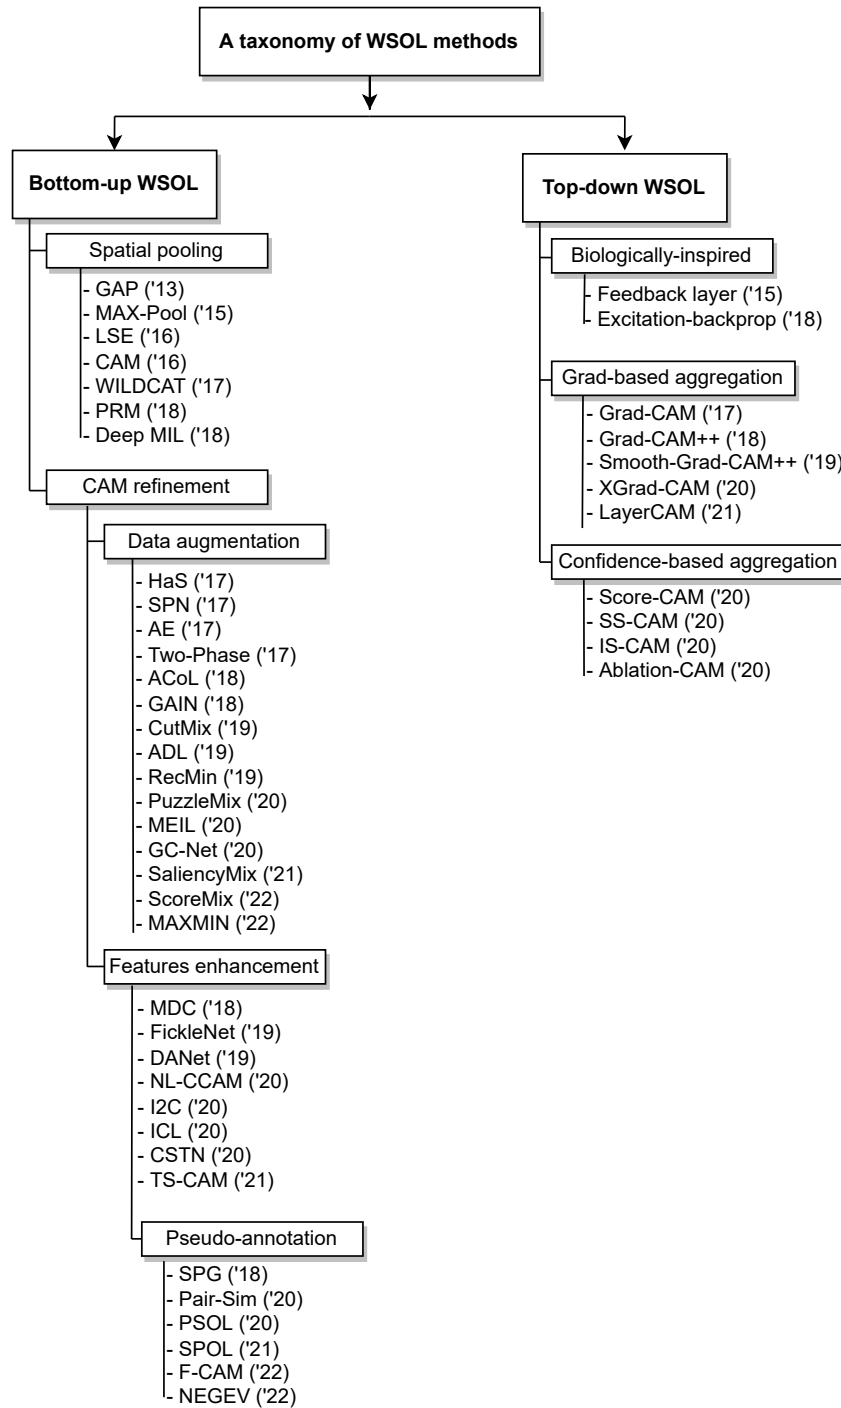 A taxonomy of WSOL methods
Bottom-up WSOL
Spatial pooling
- GAP ('13)
- MAX-Pool ('15)
- LSE ('16)
- CAM ('16)
- WILDCAT ('17)
- PRM ('18)
- Deep MIL ('18)
CAM refinement
Data augmentation
- HaS ('17)
- SPN ('17)
- AE ('17)
- Two-Phase ('17)
- ACoL ('18)
- GAIN ('18)
- CutMix ('19)
- ADL ('19)
- RecMin ('19)
- PuzzleMix ('20)
- MEIL ('20)
- GC-Net ('20)
- SaliencyMix ('21)
- ScoreMix ('22)
- MAXMIN ('22)
Features enhancement
- MDC ('18)
- FickleNet ('19)
- DANet ('19)
- NL-CCAM ('20)
- I2C ('20)
- ICL ('20)
- CSTN ('20)
- TS-CAM ('21)
Pseudo-annotation
- SPG ('18)
- Pair-Sim ('20)
- PSOL ('20)
- SPOL ('21)
- F-CAM ('22)
- NEGEV ('22)
Top-down WSOL
Biologically-inspired
- Feedback layer ('15)
- Excitation-backprop ('18)
Grad-based aggregation
- Grad-CAM ('17)
- Grad-CAM++ ('18)
- Smooth-Grad-CAM++ ('19)
- XGrad-CAM ('20)
- LayerCAM ('21)
Confidence-based aggregation
- Score-CAM ('20)
- SS-CAM ('20)
- IS-CAM ('20)
- Ablation-CAM ('20)